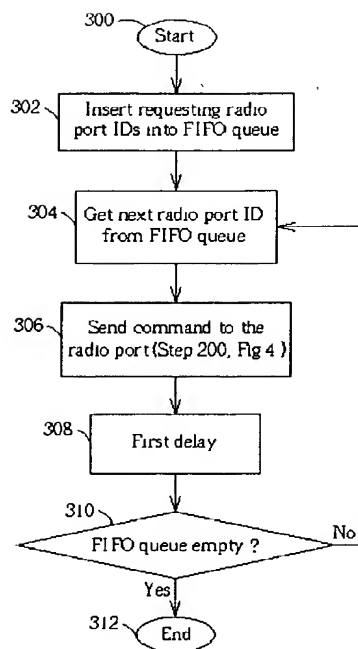 300
Start
302
Insert requesting radio
port IDs into FIFO queue
304
Get next radio port ID
from FIFO queue
306
Send command to the
radio port (Step 200, Fig 4 )
308
First delay
310
FIFO queue empty ?
No
Yes
312
End